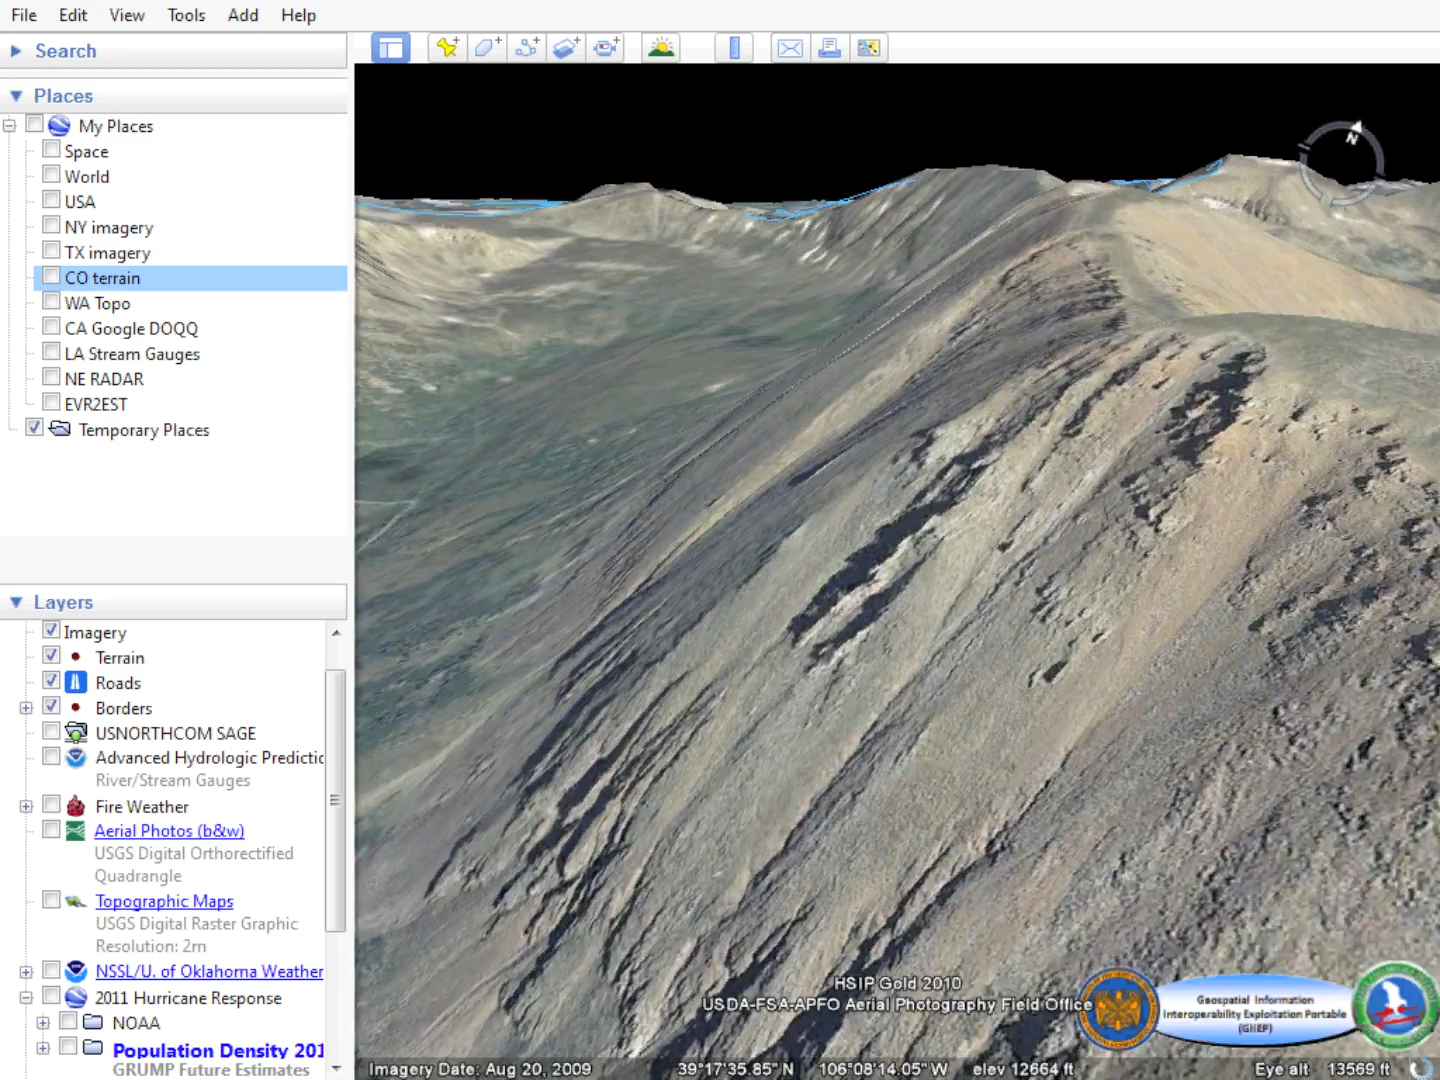 File Edit View Tools Add Help
Search
Places
My Places
Space
World
USA
NY imagery
TX imagery
CO terrain
WA Topo
CA Google DOQQ
LA Stream Gauges
NE RADAR
EVR2EST
Temporary Places
Layers
Imagery
Terrain
Roads
Borders
USNORTHCOM SAGE
Advanced Hydrologic Predictic
River/Stream Gauges
Fire Weather
Aerial Photos (b&w)
USGS Digital Orthorectified
Quadrangle
Topographic Maps
USGS Digital Raster Graphic
Resolution: 2m
NSSL/U. of Oklahoma Weather
2011 Hurricane Response
NOAA
Population Density 201
GRUMP Future Estimates
N
HSIP Gold 2010
USDA-FSA-APFO Aerial Photography Field Office
Geospatial Information
Interoperability Exploitation Portable
(GIIEP)
Imagery Date: Aug 20, 2009 39°17'35.85" N 106°08'14.05" W elev 12664 ft Eye alt 13569 ft